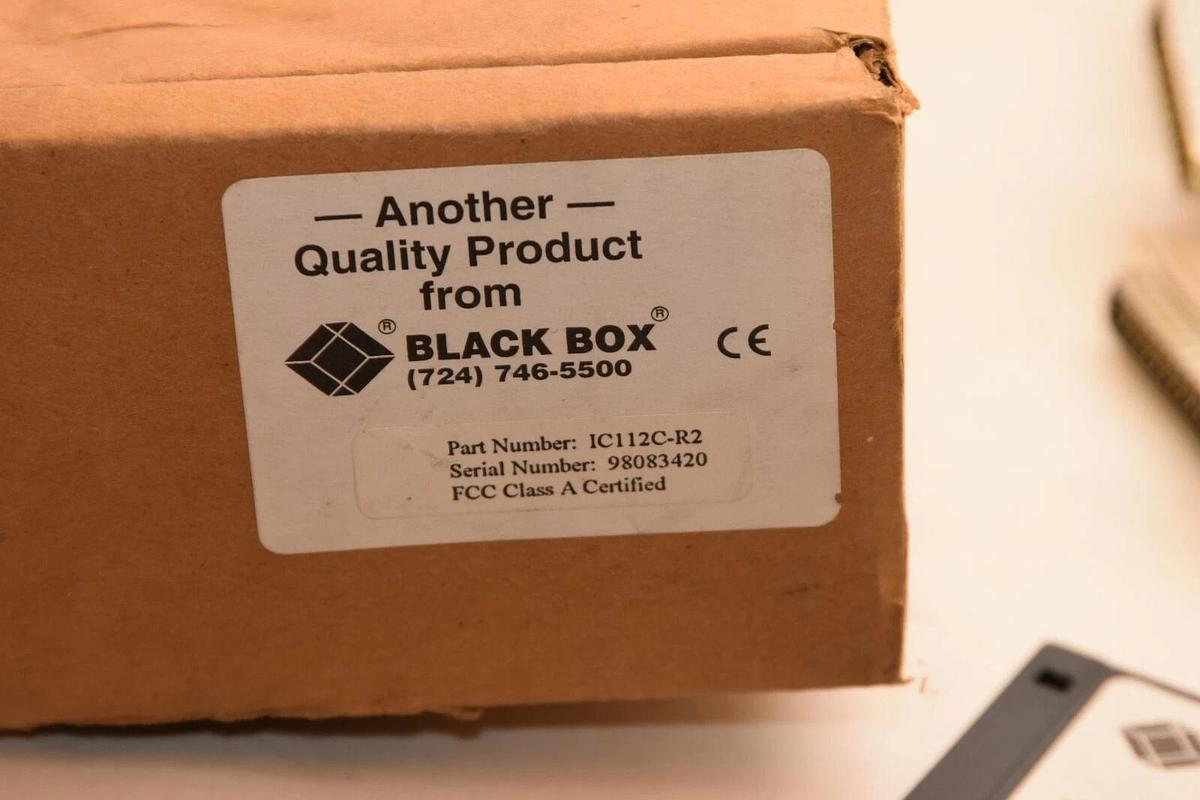 — Another —
Quality Product
from
® BLACK BOX ®
(724) 746-5500
CE
Part Number: IC112C-R2
Serial Number: 98083420
FCC Class A Certified